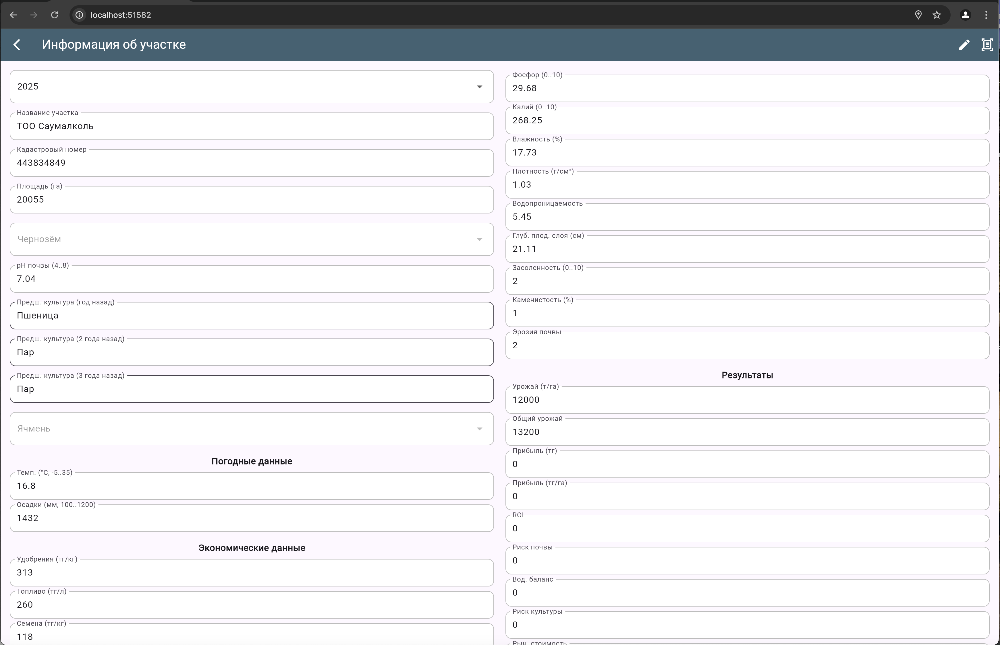 localhost:51582
Информация об участке
2025
Название участка
ТОО Саумалколь
Кадастровый номер
443834849
Площадь (га)
20055
Чернозём
pH почвы (4..8)
7.04
Предш. культура (год назад)
Пшеница
Предш. культура (2 года назад)
Пар
Предш. культура (3 года назад)
Пар
Ячмень
Погодные данные
Темп. (°C, -5..35)
16.8
Осадки (мм, 100..1200)
1432
Экономические данные
Удобрения (тг/кг)
313
Топливо (тг/л)
260
Семена (тг/кг)
118
Фосфор (0..10)
29.68
Калий (0..10)
268.25
Влажность (%)
17.73
Плотность (г/см³)
1.03
Водопроницаемость
5.45
Глуб. плод. слоя (см)
21.11
Засоленность (0..10)
2
Каменистость (%)
1
Эрозия почвы
2
Результаты
Урожай (т/га)
12000
Общий урожай
13200
Прибыль (тг)
0
Прибыль (тг/га)
0
ROI
0
Риск почвы
0
Вод. баланс
0
Риск культуры
0
Рын. стоимость